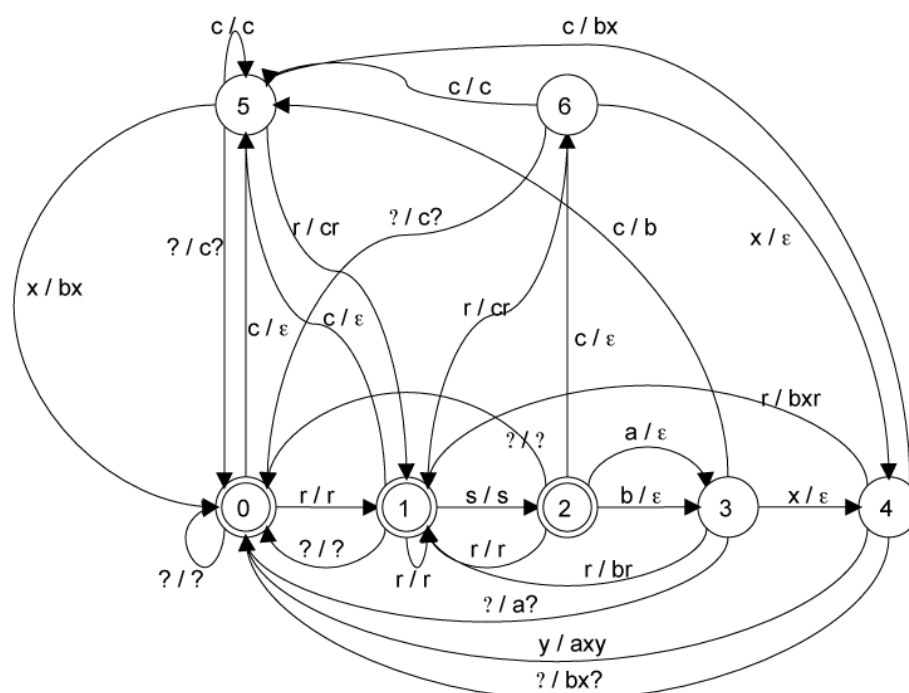 c / c
c / bx
c / c
5
6
? / c?
r / cr
? / c?
c / b
x / ε
x / bx
c / ε
c / ε
r / cr
c / ε
r / bxr
? / ?
a / ε
0
r / r
1
s / s
2
b / ε
3
x / ε
4
? / ?
? / ?
r / r
r / r
r / br
? / a?
y / axy
? / bx?